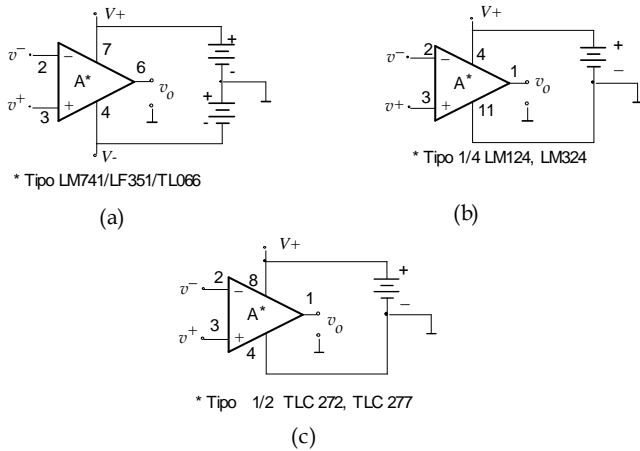 V+
v⁻ 2 − 7 6
A* v_o
v⁺ 3 + 4
+
-
+
-
V-
* Tipo LM741/LF351/TL066
(a)
V+
v⁻ 2 − 4 1
A* v_o
v+ 3 + 11
+
−
* Tipo 1/4 LM124, LM324
(b)
V+
v⁻ 2 − 8 1
A* v_o
v⁺ 3 + 4
+
−
* Tipo 1/2 TLC 272, TLC 277
(c)